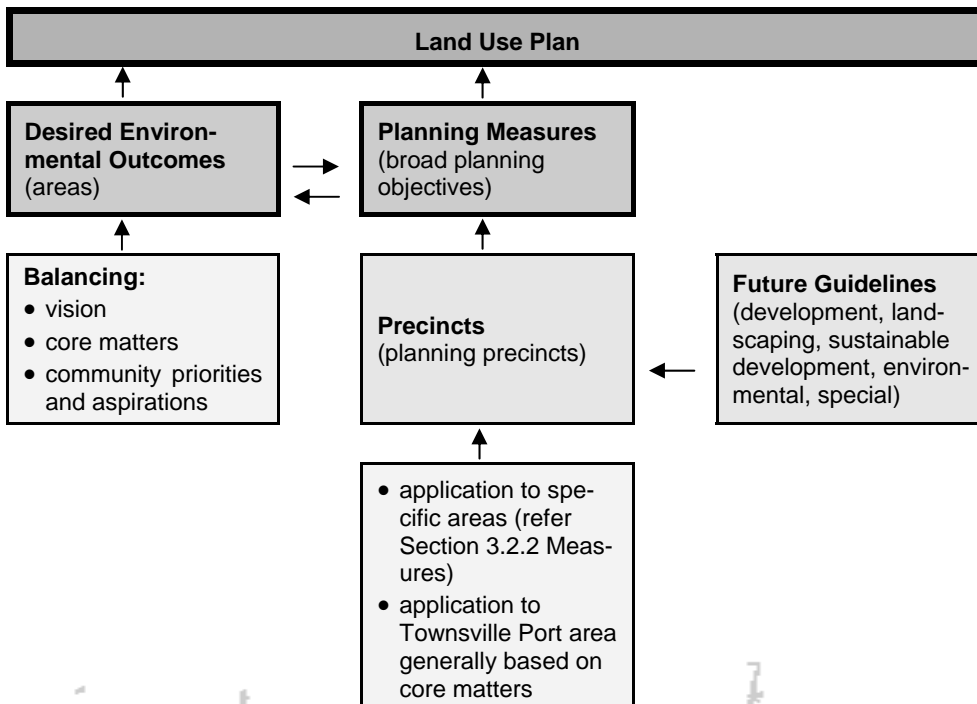 Land Use Plan
Desired Environ-
mental Outcomes
(areas)
Planning Measures
(broad planning
objectives)
Balancing:
• vision
• core matters
• community priorities
and aspirations
Precincts
(planning precincts)
Future Guidelines
(development, land-
scaping, sustainable
development, environ-
mental, special)
• application to spe-
cific areas (refer
Section 3.2.2 Meas-
ures)
• application to
Townsville Port area
generally based on
core matters